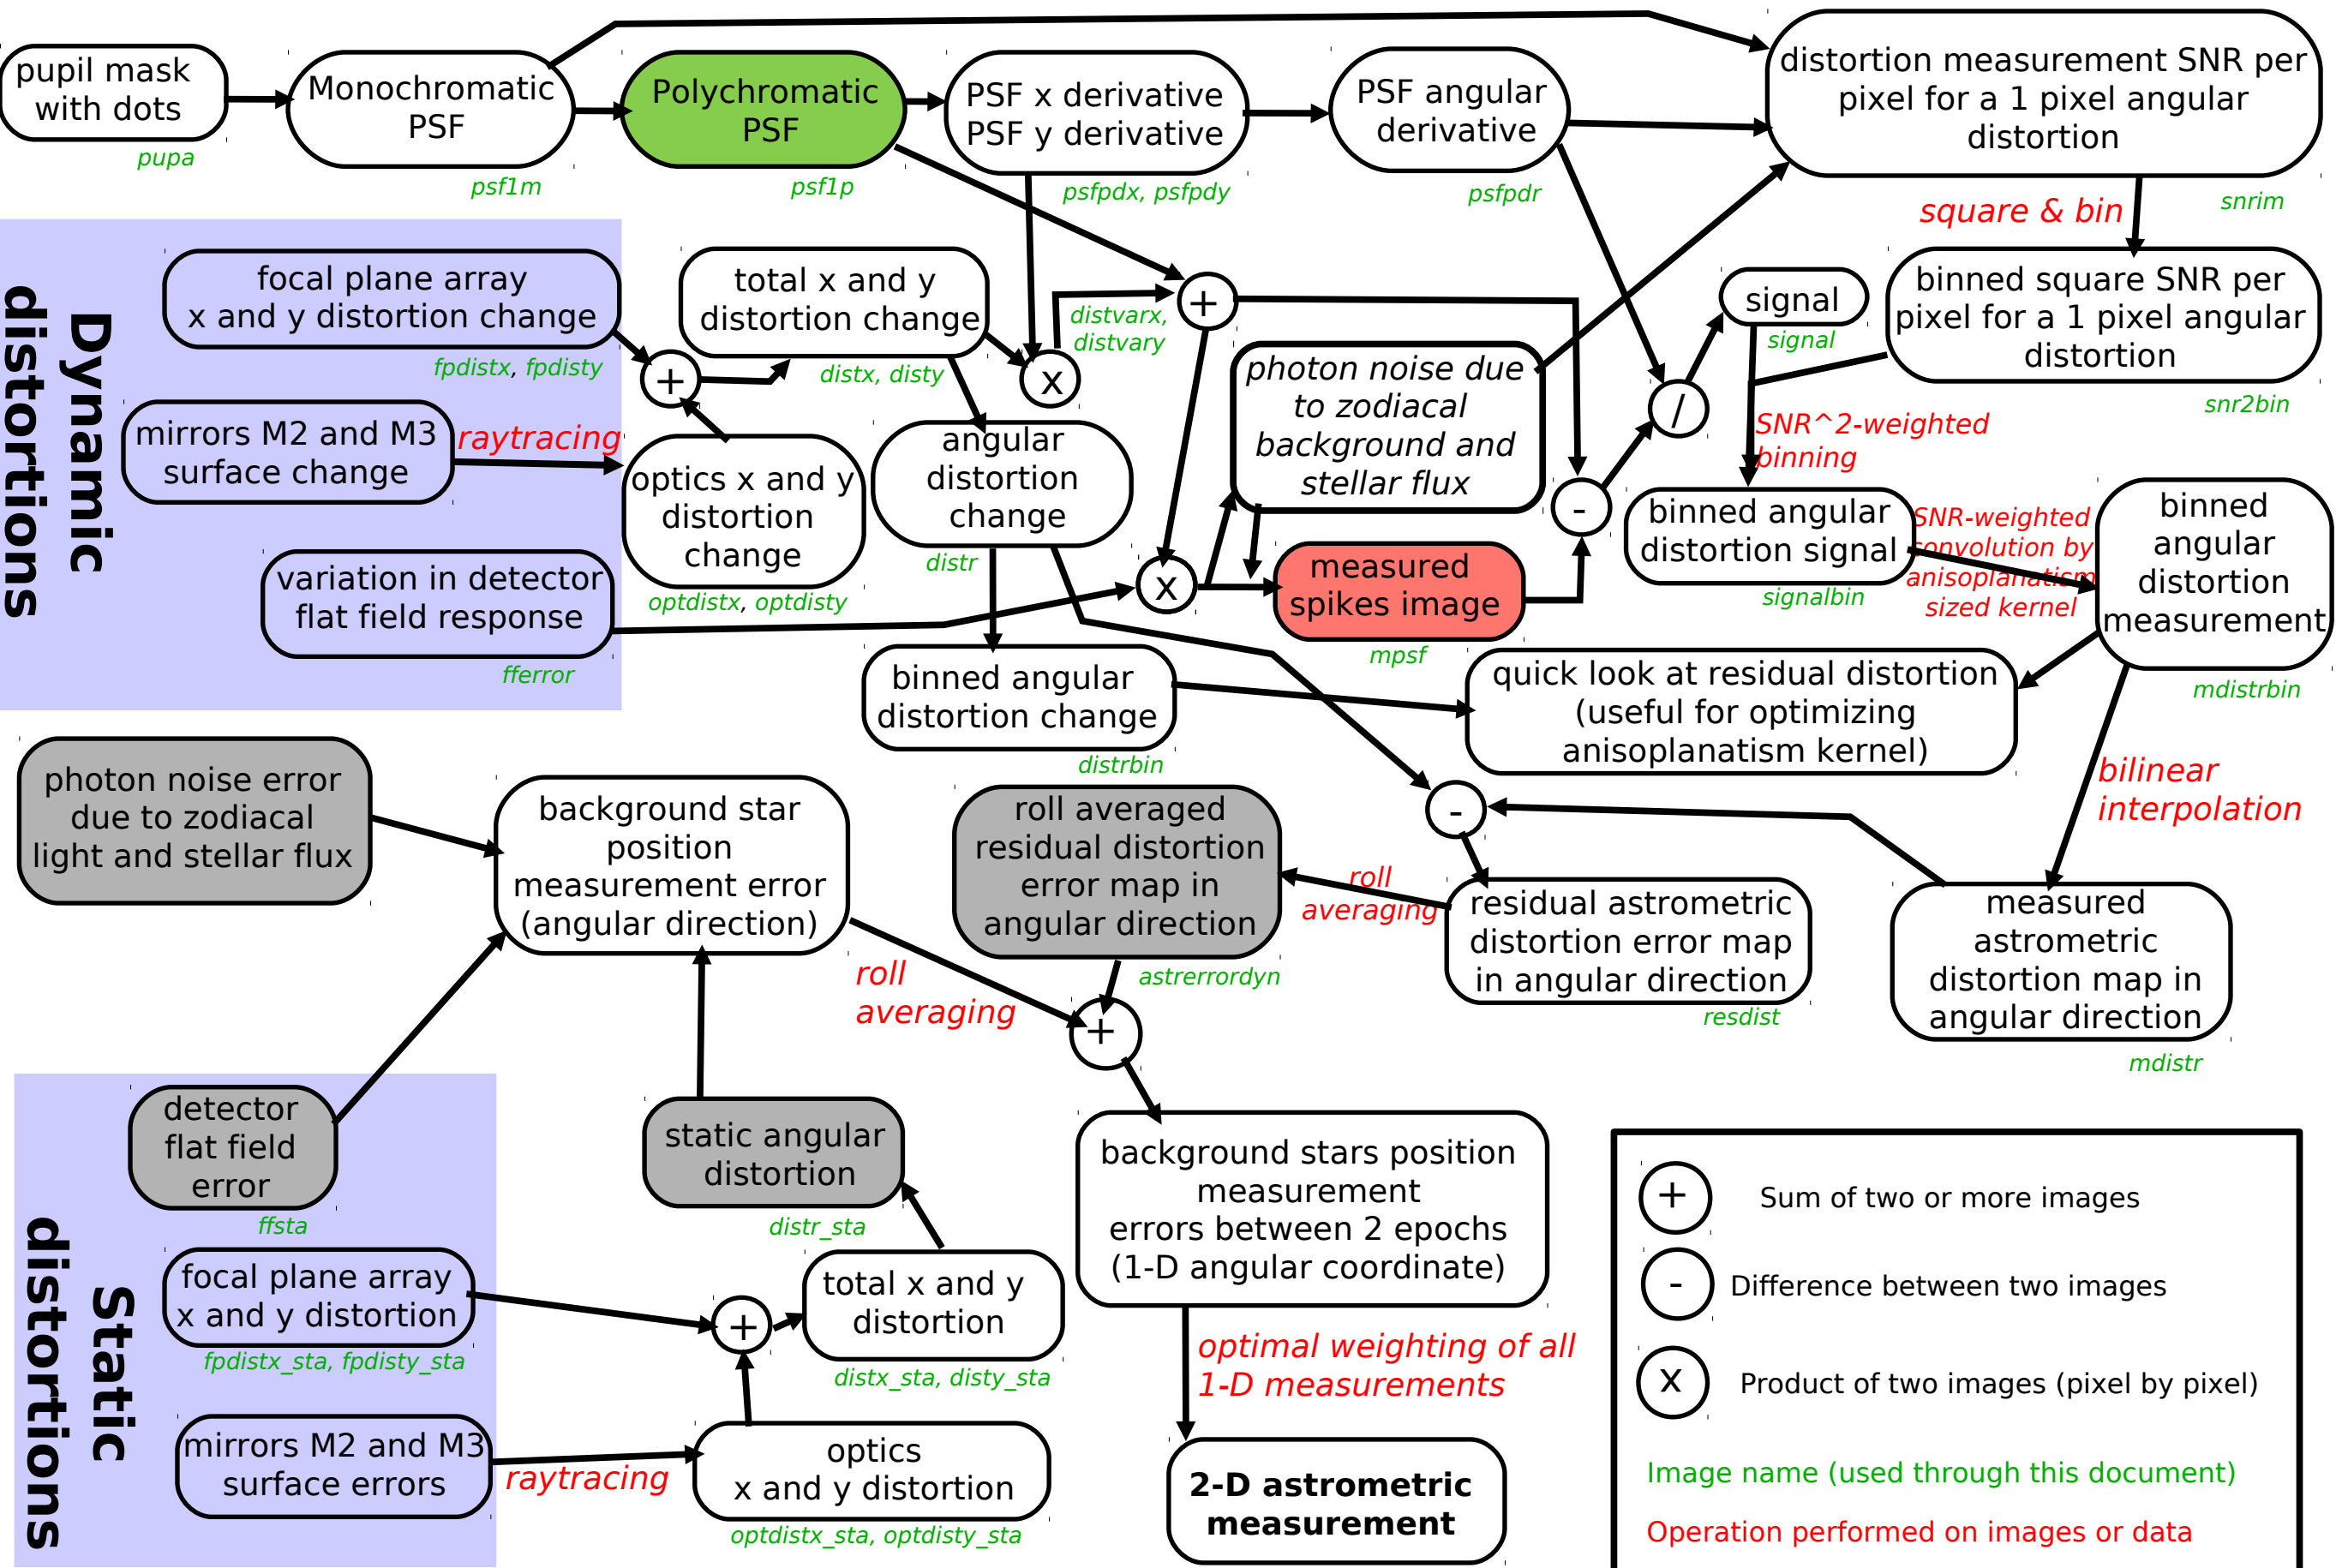 pupil mask
with dots
pupa
Monochromatic
PSF
psf1m
Polychromatic
PSF
psf1p
PSF x derivative
PSF y derivative
psfpdx, psfpdy
PSF angular
derivative
psfpdr
distortion measurement SNR per
pixel for a 1 pixel angular
distortion
snrim
square & bin
Dynamic
distortions
focal plane array
x and y distortion change
fpdistx, fpdisty
mirrors M2 and M3
surface change
raytracing
variation in detector
flat field response
fferror
+
total x and y
distortion change
distx, disty
optics x and y
distortion
change
optdistx, optdisty
x
distvarx,
distvary
+
angular
distortion
change
distr
photon noise due
to zodiacal
background and
stellar flux
x
measured
spikes image
mpsf
-
/
signal
signal
binned square SNR per
pixel for a 1 pixel angular
distortion
snr2bin
SNR^2-weighted
binning
binned angular
distortion signal
signalbin
SNR-weighted
convolution by
anisoplanatism
sized kernel
binned
angular
distortion
measurement
mdistrbin
binned angular
distortion change
distrbin
quick look at residual distortion
(useful for optimizing
anisoplanatism kernel)
bilinear
interpolation
photon noise error
due to zodiacal
light and stellar flux
background star
position
measurement error
(angular direction)
roll
averaging
roll averaged
residual distortion
error map in
angular direction
astrerrordyn
roll
averaging
-
residual astrometric
distortion error map
in angular direction
resdist
measured
astrometric
distortion map in
angular direction
mdistr
+
Static
distortions
detector
flat field
error
ffsta
static angular
distortion
distr_sta
focal plane array
x and y distortion
fpdistx_sta, fpdisty_sta
+
total x and y
distortion
distx_sta, disty_sta
mirrors M2 and M3
surface errors
raytracing
optics
x and y distortion
optdistx_sta, optdisty_sta
background stars position
measurement
errors between 2 epochs
(1-D angular coordinate)
optimal weighting of all
1-D measurements
2-D astrometric
measurement
+ Sum of two or more images
- Difference between two images
x Product of two images (pixel by pixel)
Image name (used through this document)
Operation performed on images or data